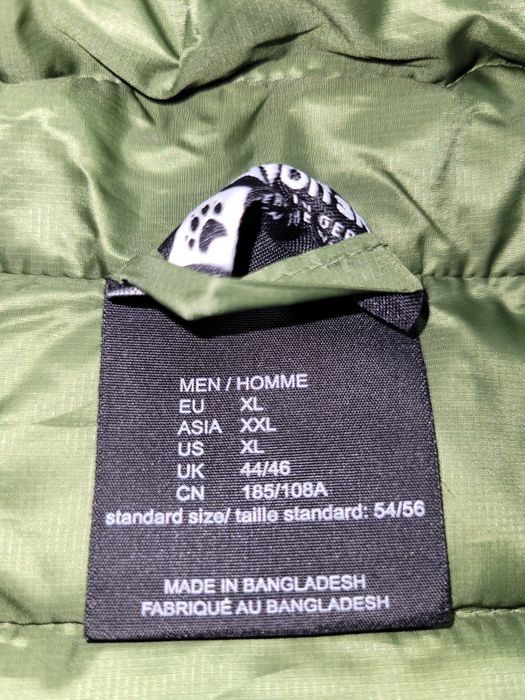 MEN / HOMME
EU XL
ASIA XXL
US XL
UK 44/46
CN 185/108A
standard size/ taille standard: 54/56
MADE IN BANGLADESH
FABRIQUÉ AU BANGLADESH